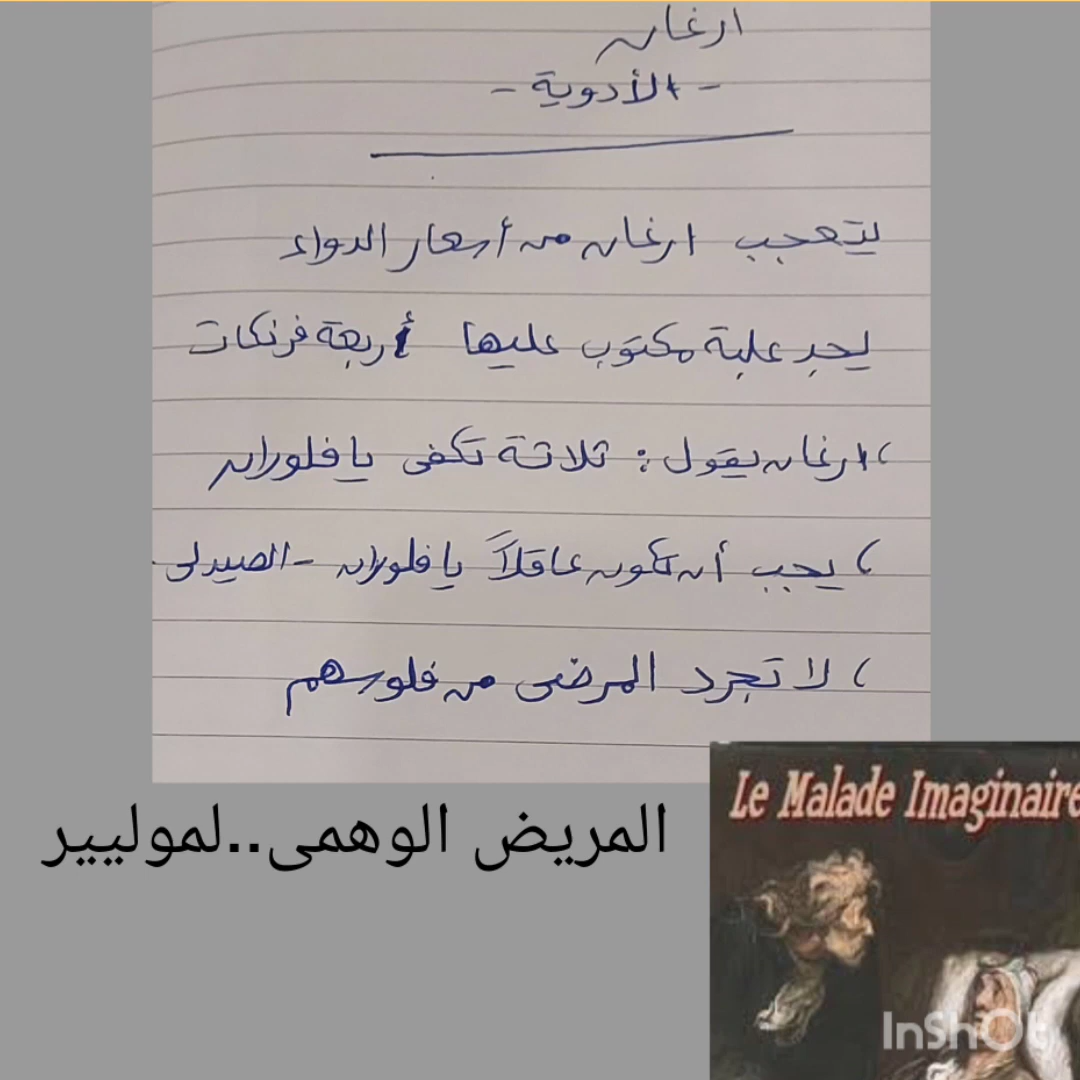 ارغان
- الأدوية -
يتعجب ارغان من أسعار الدواء
يجد علبة مكتوب عليها أربعة فرنكات
، ارغان يقول : ثلاثة تكفى يا فلوران
، يجب أن تكون عاقلاً يا فلوران - الصيدلى
، لا تجرد المرضى من فلوسهم
المريض الوهمى..لموليير
Le Malade Imaginaire
InShOt